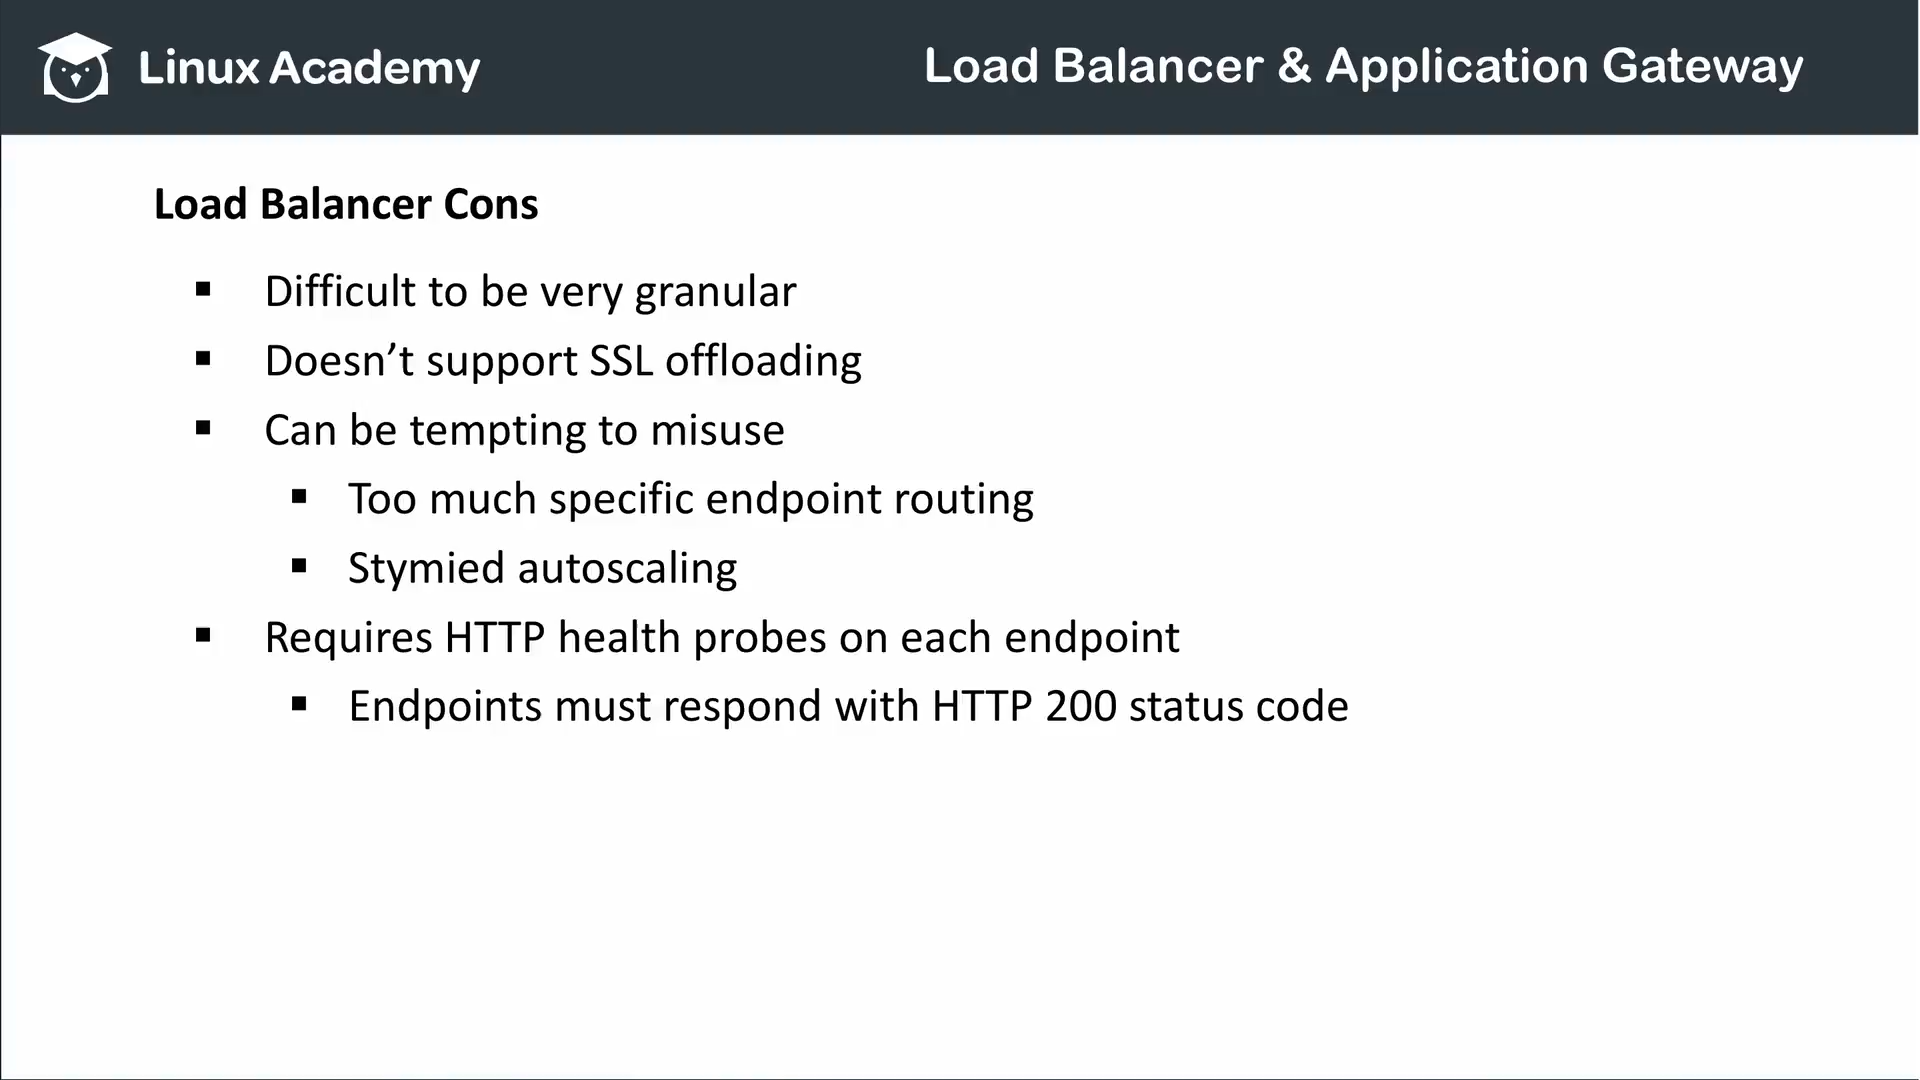 Linux Academy
Load Balancer & Application Gateway
Load Balancer Cons
▪ Difficult to be very granular
▪ Doesn’t support SSL offloading
▪ Can be tempting to misuse
▪ Too much specific endpoint routing
▪ Stymied autoscaling
▪ Requires HTTP health probes on each endpoint
▪ Endpoints must respond with HTTP 200 status code